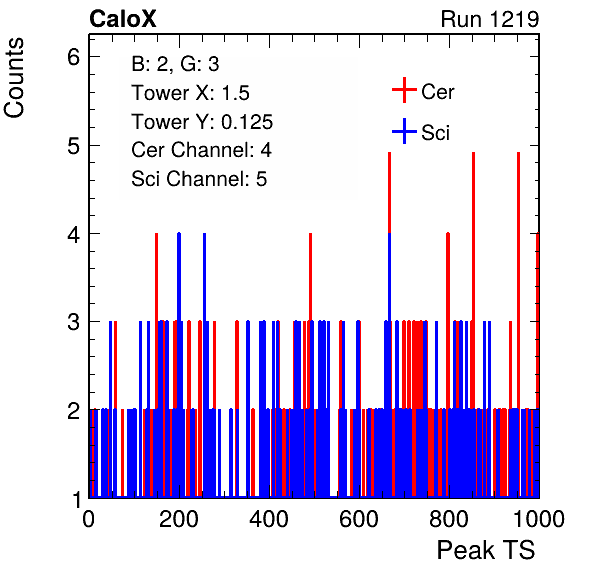 CaloX Run 1219
Counts
B: 2, G: 3
Tower X: 1.5
Tower Y: 0.125
Cer Channel: 4
Sci Channel: 5
Cer
Sci
6
5
4
3
2
1
0 200 400 600 800 1000
Peak TS